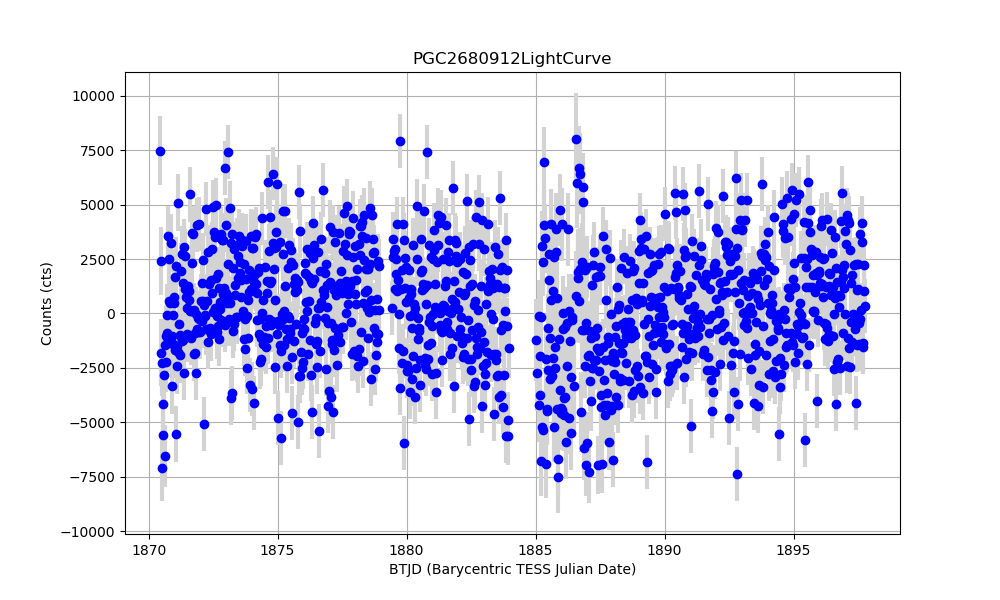 PGC2680912LightCurve
10000
7500
5000
2500
0
−2500
−5000
−7500
−10000
Counts (cts)
1870 1875 1880 1885 1890 1895
BTJD (Barycentric TESS Julian Date)